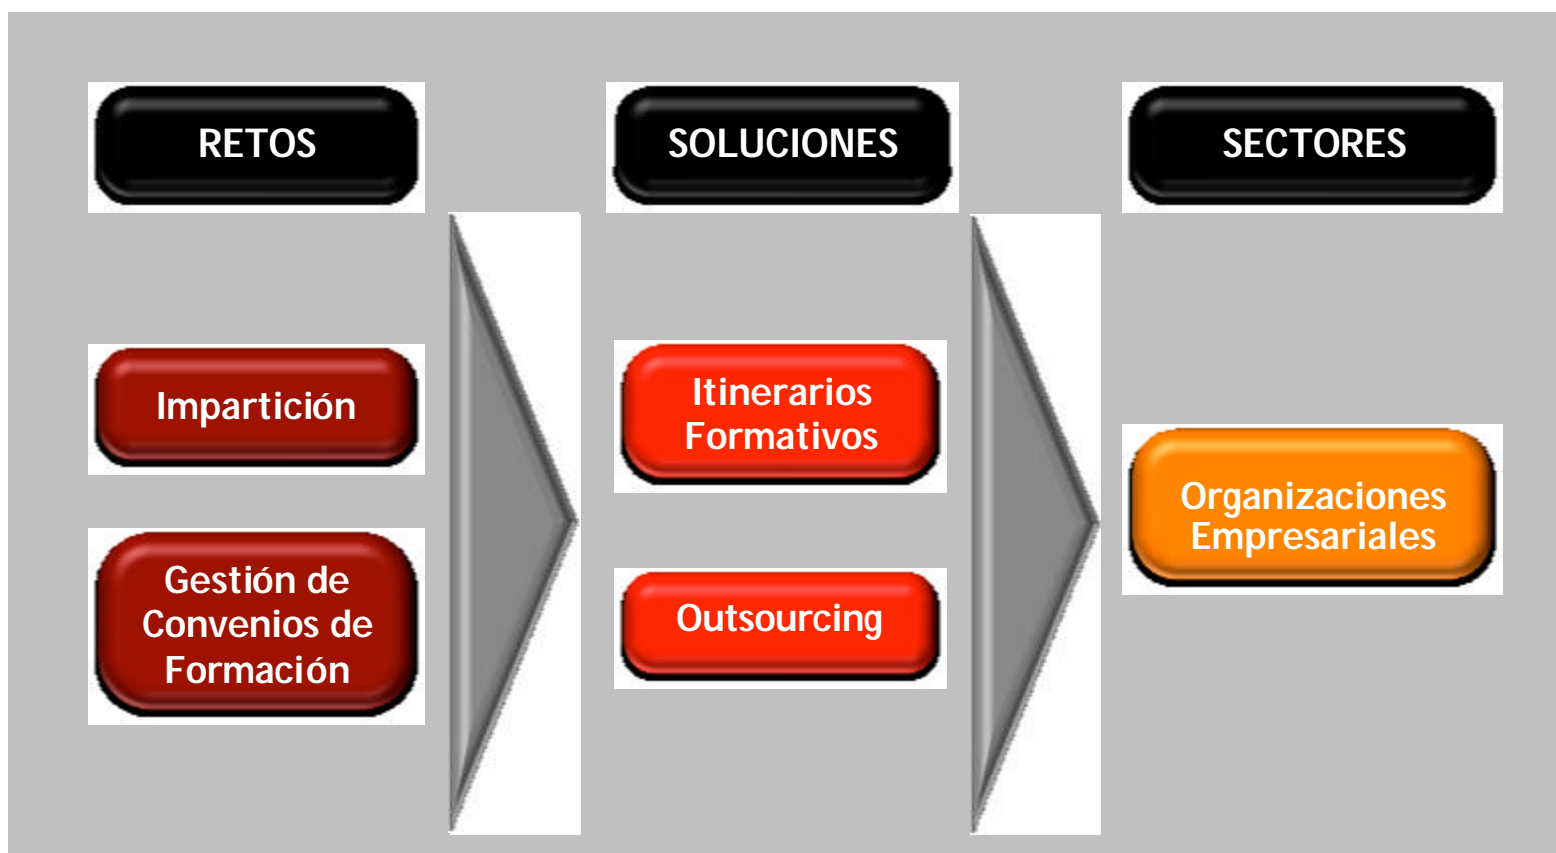 RETOS
SOLUCIONES
SECTORES
Impartición
Gestión de
Convenios de
Formación
Itinerarios
Formativos
Outsourcing
Organizaciones
Empresariales